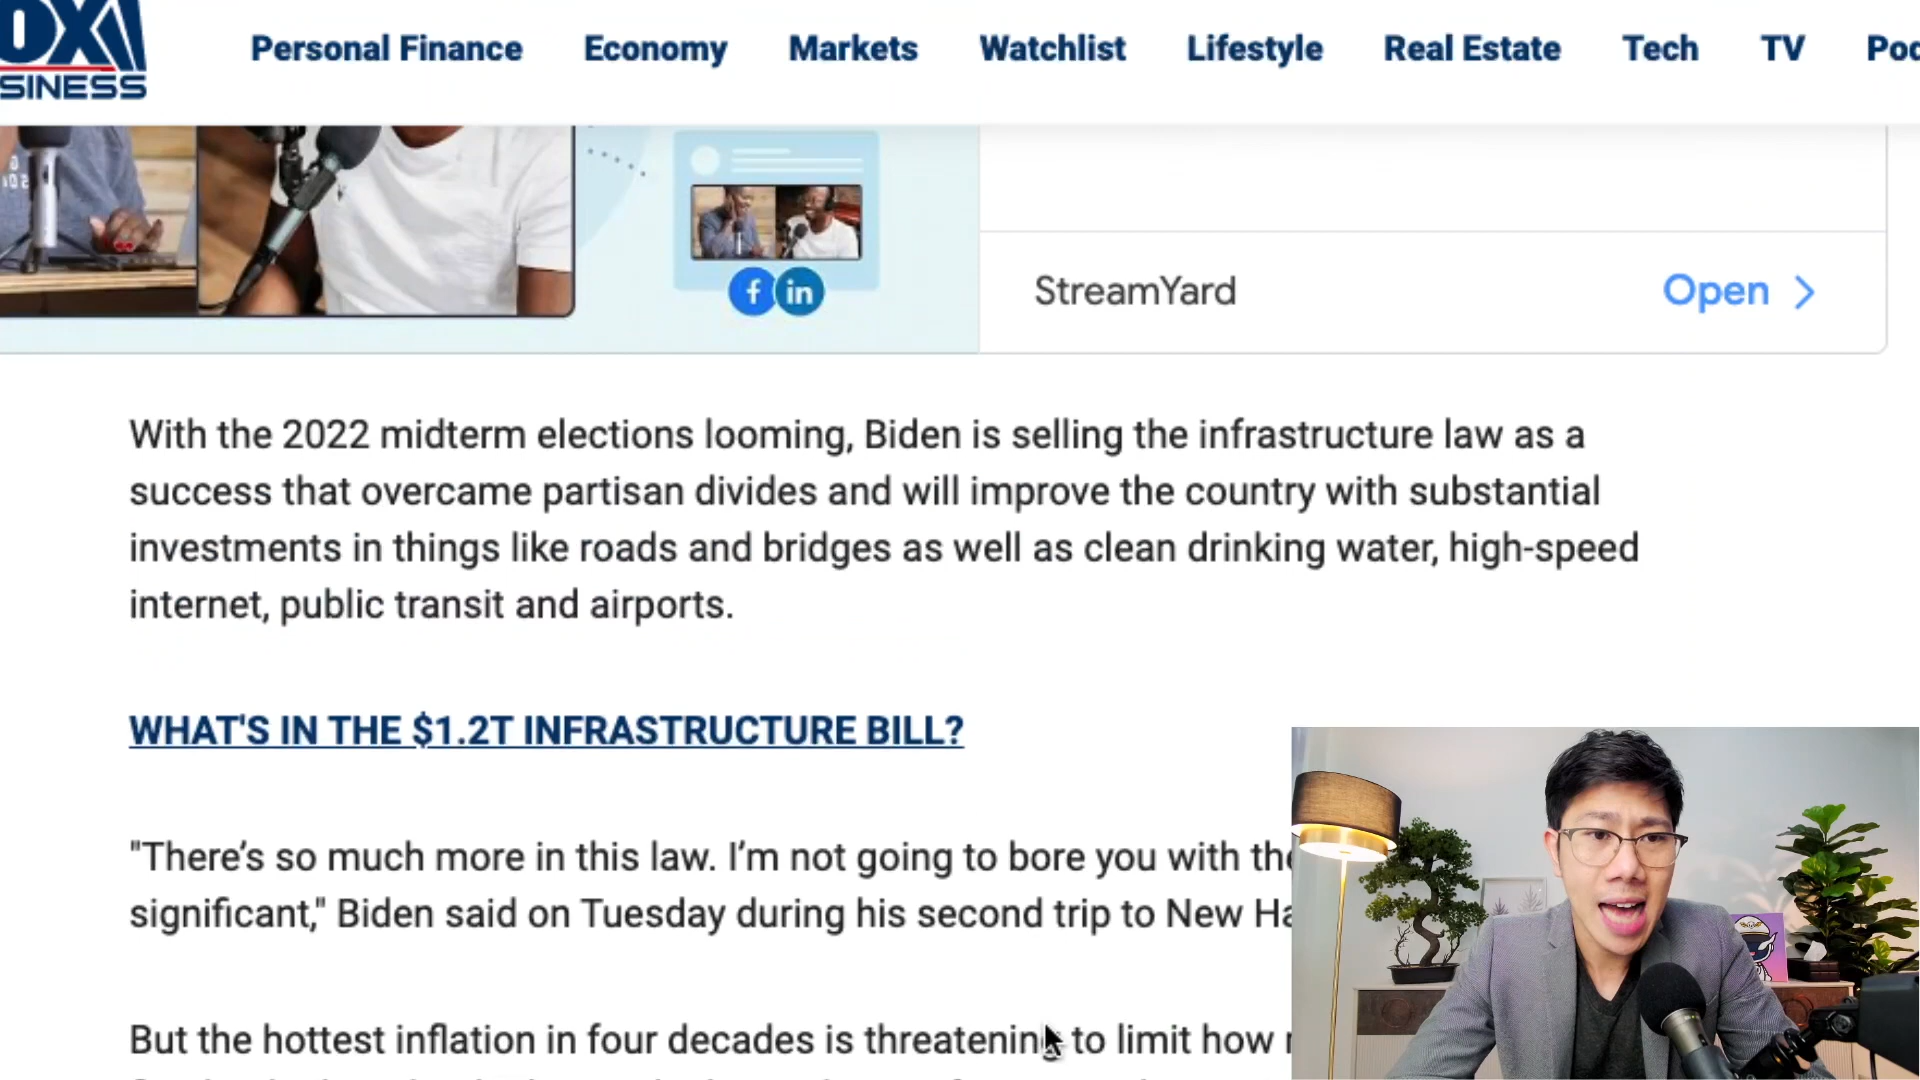 OX
SINESS
Personal Finance Economy Markets Watchlist Lifestyle Real Estate Tech TV Poc
f in
StreamYard
Open
With the 2022 midterm elections looming, Biden is selling the infrastructure law as a
success that overcame partisan divides and will improve the country with substantial
investments in things like roads and bridges as well as clean drinking water, high-speed
internet, public transit and airports.
WHAT'S IN THE $1.2T INFRASTRUCTURE BILL?
"There’s so much more in this law. I’m not going to bore you with the
significant," Biden said on Tuesday during his second trip to New Ha
But the hottest inflation in four decades is threatening to limit how